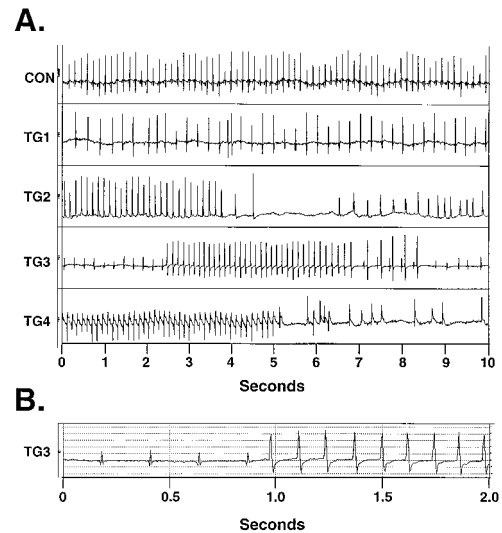 A.
CON
TG1
TG2
TG3
TG4
0 1 2 3 4 5 6 7 8 9 10
Seconds
B.
TG3
0 0.5 1.0 1.5 2.0
Seconds